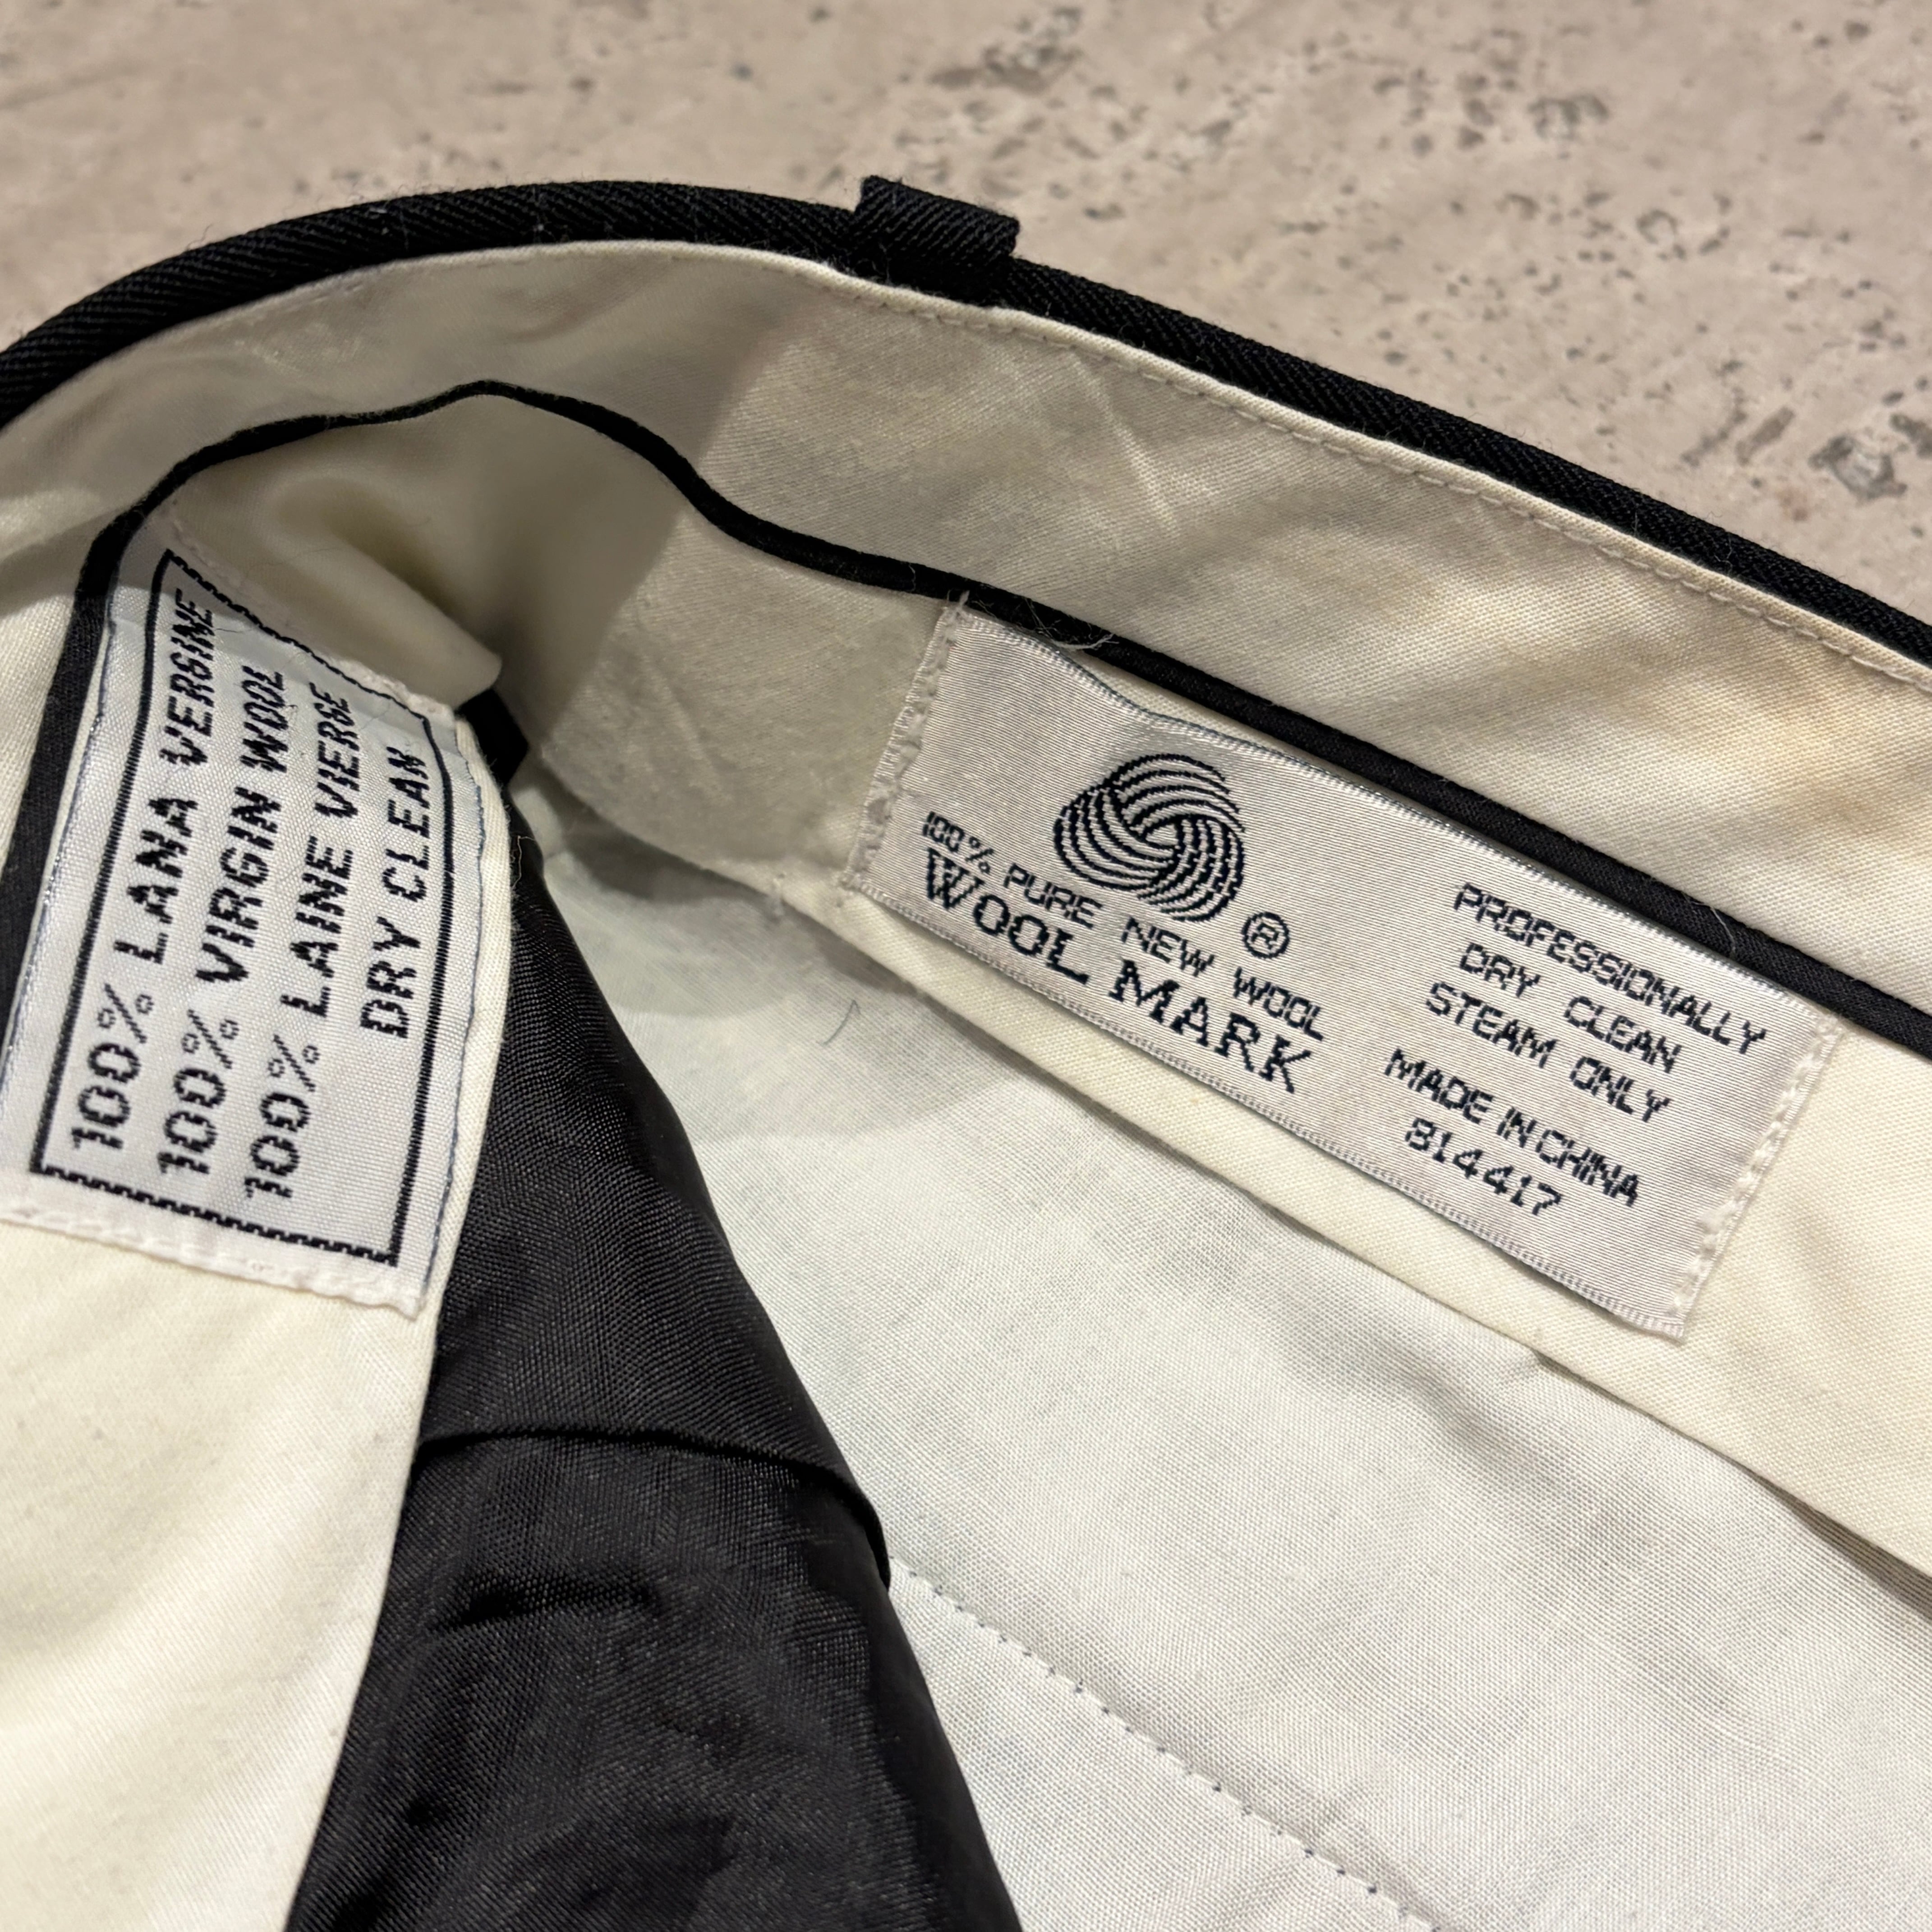 100% LANA VERGINE
100% VIRGIN WOOL
100% LAINE VIERGE
DRY CLEAN
®
100% PURE NEW WOOL
WOOL MARK
PROFESSIONALLY
DRY CLEAN
STEAM ONLY
MADE IN CHINA
814417